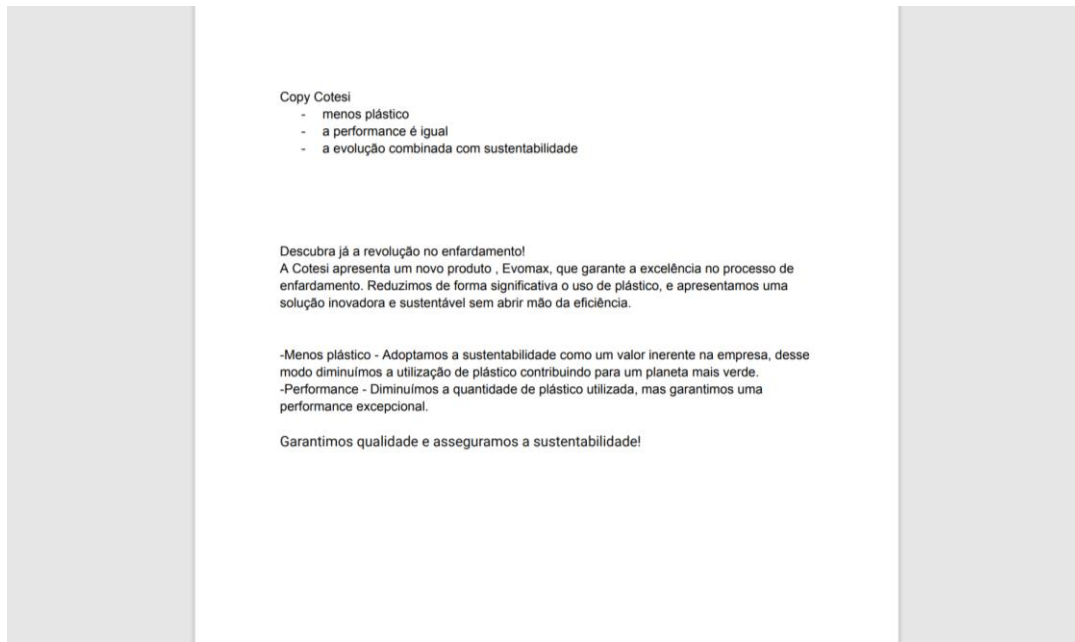 Copy Cotesi
- menos plástico
- a performance é igual
- a evolução combinada com sustentabilidade
Descubra já a revolução no enfardamento!
A Cotesi apresenta um novo produto , Evomax, que garante a excelência no processo de
enfardamento. Reduzimos de forma significativa o uso de plástico, e apresentamos uma
solução inovadora e sustentável sem abrir mão da eficiência.
-Menos plástico - Adoptamos a sustentabilidade como um valor inerente na empresa, desse
modo diminuímos a utilização de plástico contribuindo para um planeta mais verde.
-Performance - Diminuímos a quantidade de plástico utilizada, mas garantimos uma
performance excepcional.
Garantimos qualidade e asseguramos a sustentabilidade!